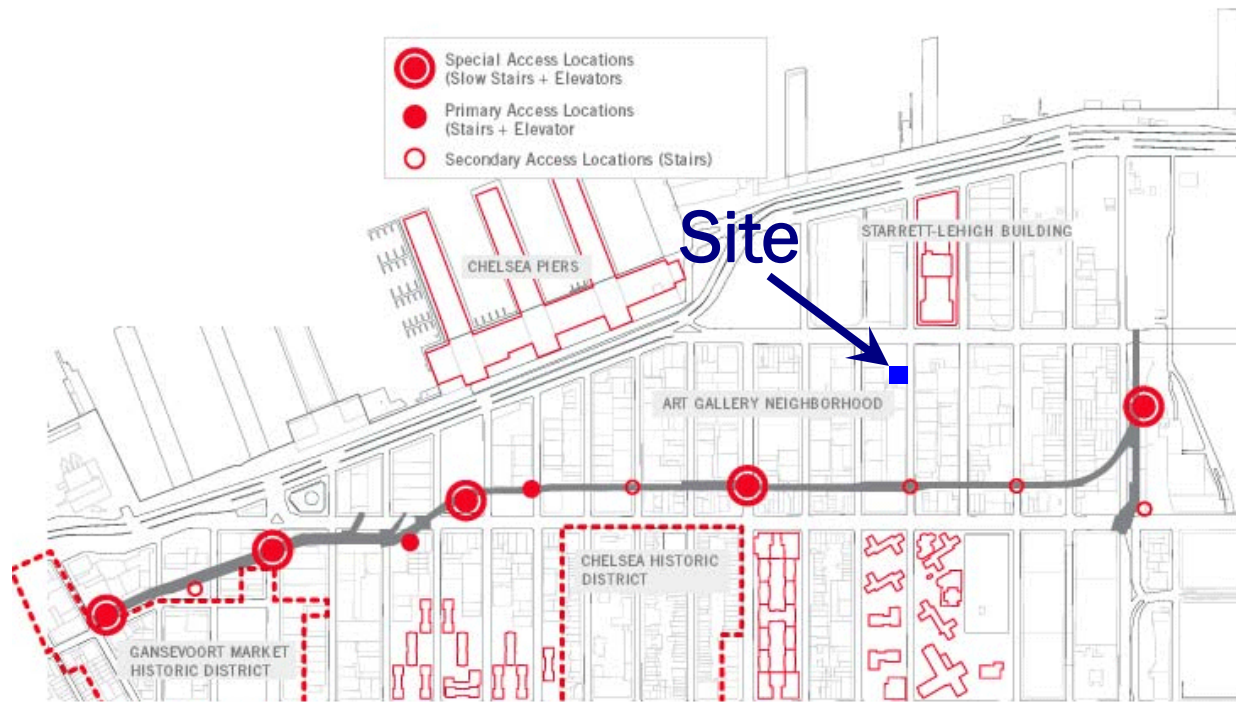 Special Access Locations
(Slow Stairs + Elevators
Primary Access Locations
(Stairs + Elevator
Secondary Access Locations (Stairs)
Site
STARRETT-LEHIGH BUILDING
CHELSEA PIERS
ART GALLERY NEIGHBORHOOD
CHELSEA HISTORIC
DISTRICT
GANSEVOORT MARKET
HISTORIC DISTRICT